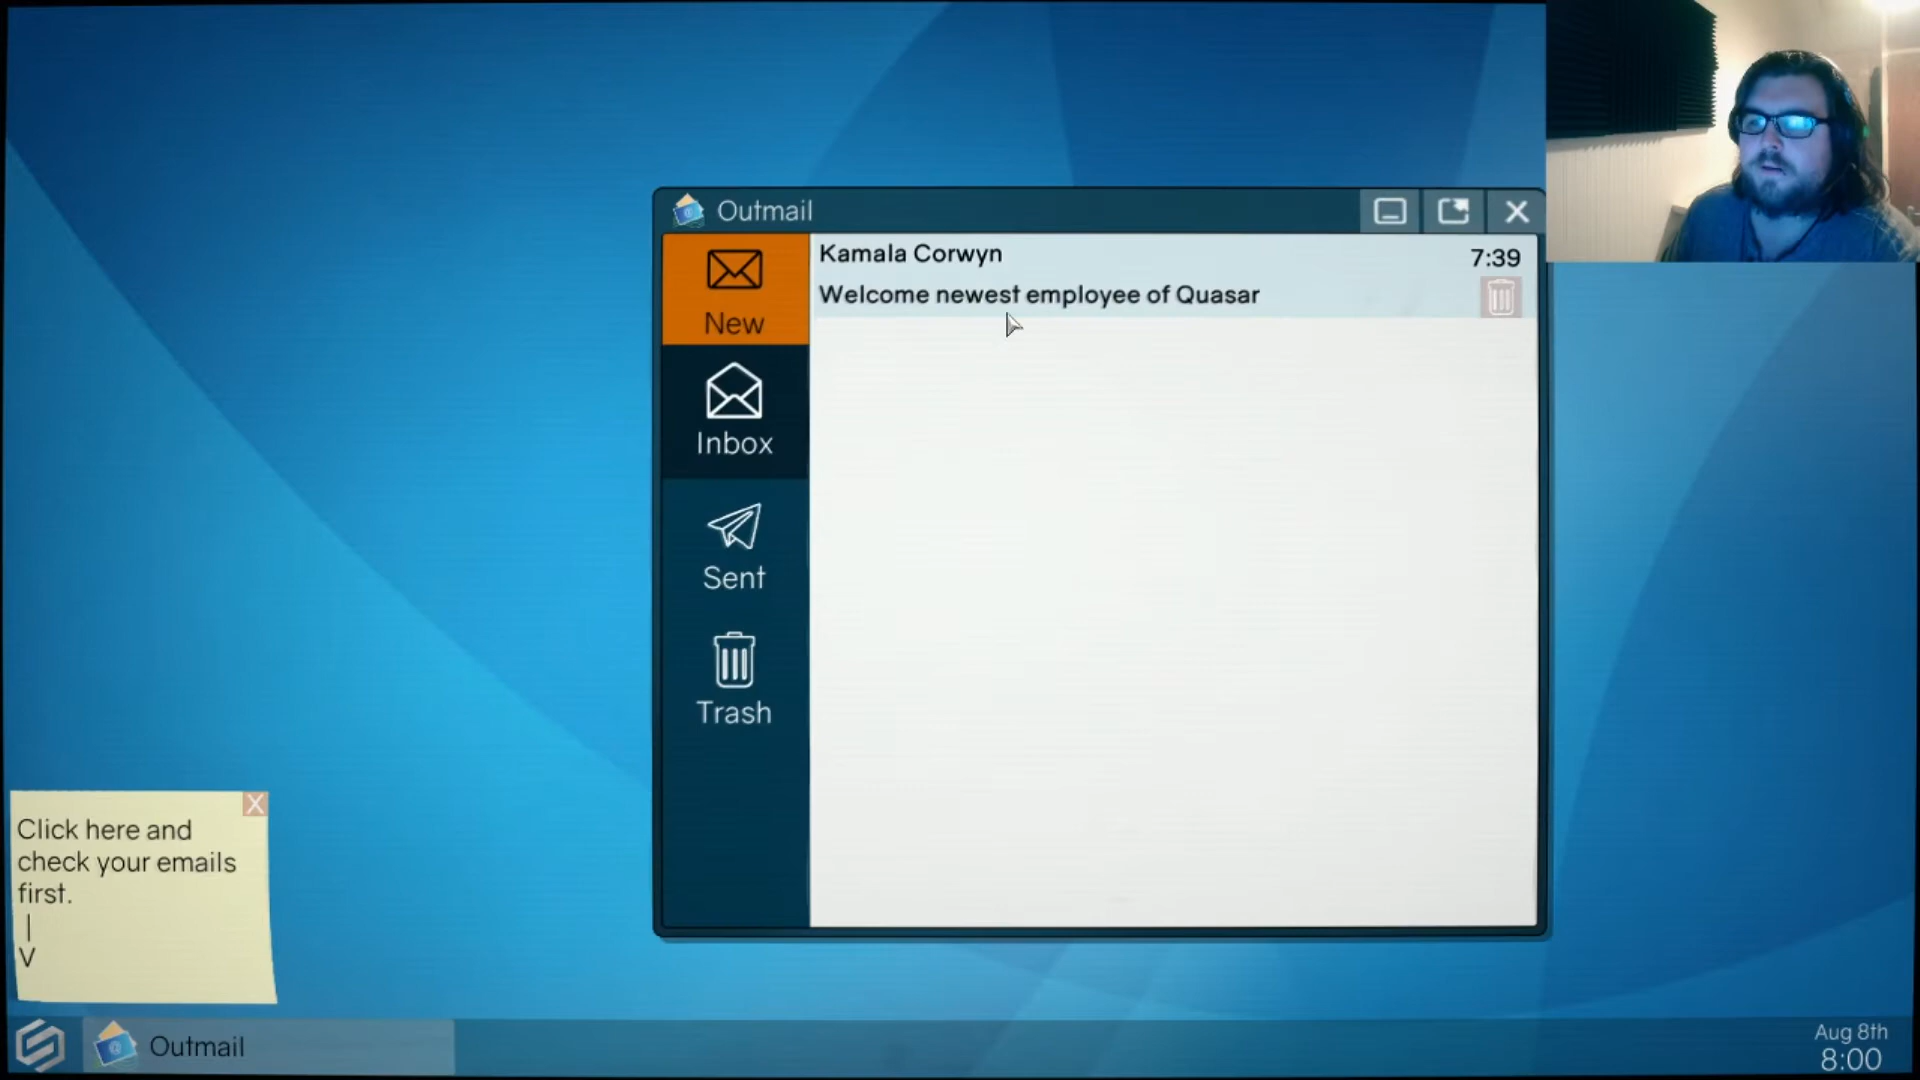 Outmail
Kamala Corwyn
7:39
Welcome newest employee of Quasar
New
Inbox
Sent
Trash
X
Click here and
check your emails
first.
|
V
Outmail
Aug 8th
8:00